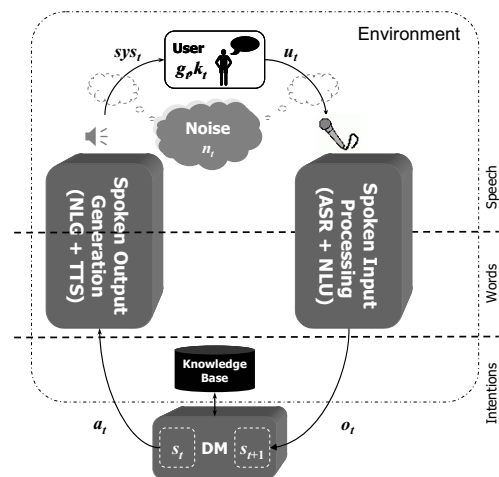 Environment
sys_t
User
g_t, k_t
u_t
Noise
n_t
Spoken Output
Generation
(NLG + TTS)
Spoken Input
Processing
(ASR + NLU)
Speech
Words
Intentions
Knowledge
Base
a_t
s_t
DM
s_{t+1}
o_t